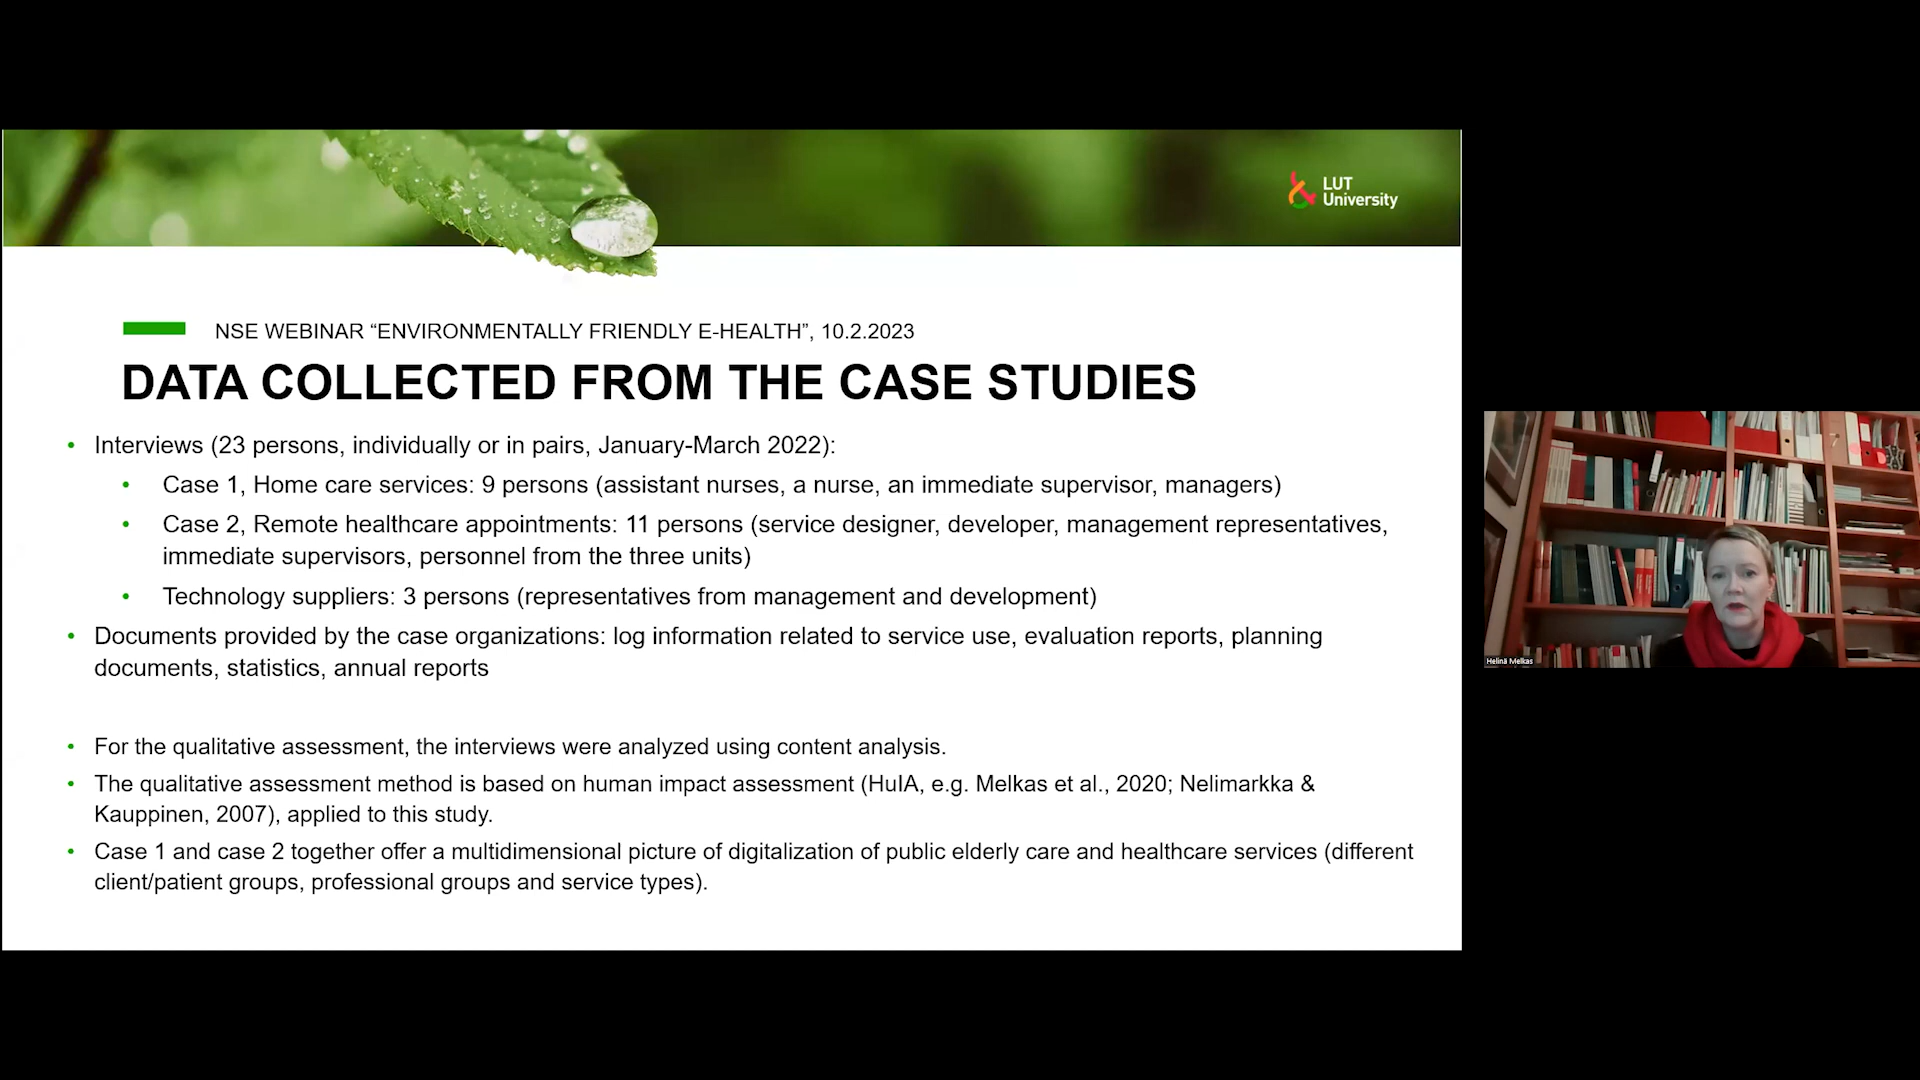 LUT
University
NSE WEBINAR “ENVIRONMENTALLY FRIENDLY E-HEALTH”, 10.2.2023
DATA COLLECTED FROM THE CASE STUDIES
• Interviews (23 persons, individually or in pairs, January-March 2022):
• Case 1, Home care services: 9 persons (assistant nurses, a nurse, an immediate supervisor, managers)
• Case 2, Remote healthcare appointments: 11 persons (service designer, developer, management representatives,
immediate supervisors, personnel from the three units)
• Technology suppliers: 3 persons (representatives from management and development)
• Documents provided by the case organizations: log information related to service use, evaluation reports, planning
documents, statistics, annual reports
• For the qualitative assessment, the interviews were analyzed using content analysis.
• The qualitative assessment method is based on human impact assessment (HuIA, e.g. Melkas et al., 2020; Nelimarkka &
Kauppinen, 2007), applied to this study.
• Case 1 and case 2 together offer a multidimensional picture of digitalization of public elderly care and healthcare services (different
client/patient groups, professional groups and service types).
Helinä Melkas